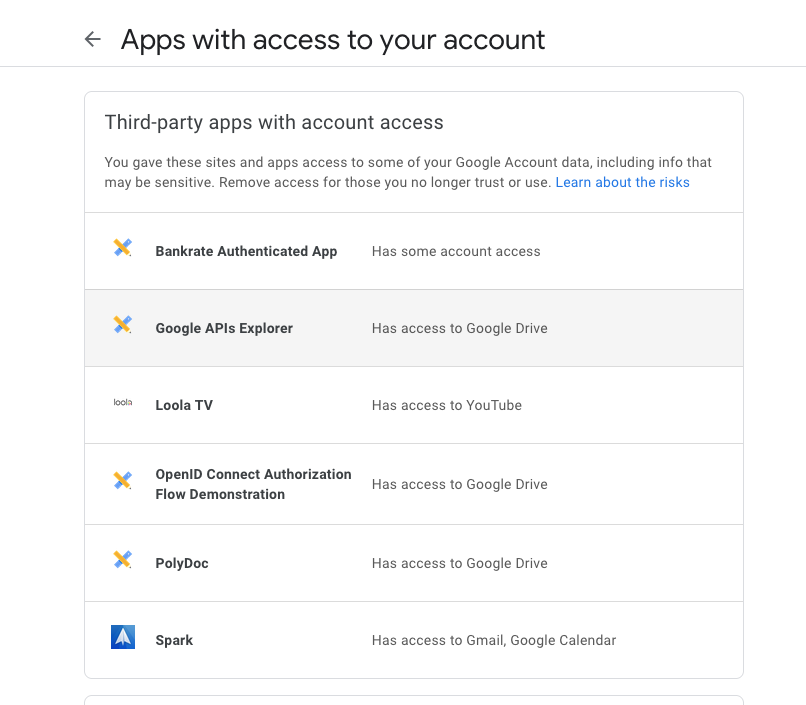 Apps with access to your account
Third-party apps with account access
You gave these sites and apps access to some of your Google Account data, including info that
may be sensitive. Remove access for those you no longer trust or use. Learn about the risks
Bankrate Authenticated App Has some account access
Google APIs Explorer Has access to Google Drive
loola Loola TV Has access to YouTube
OpenID Connect Authorization
Flow Demonstration Has access to Google Drive
PolyDoc Has access to Google Drive
Spark Has access to Gmail, Google Calendar